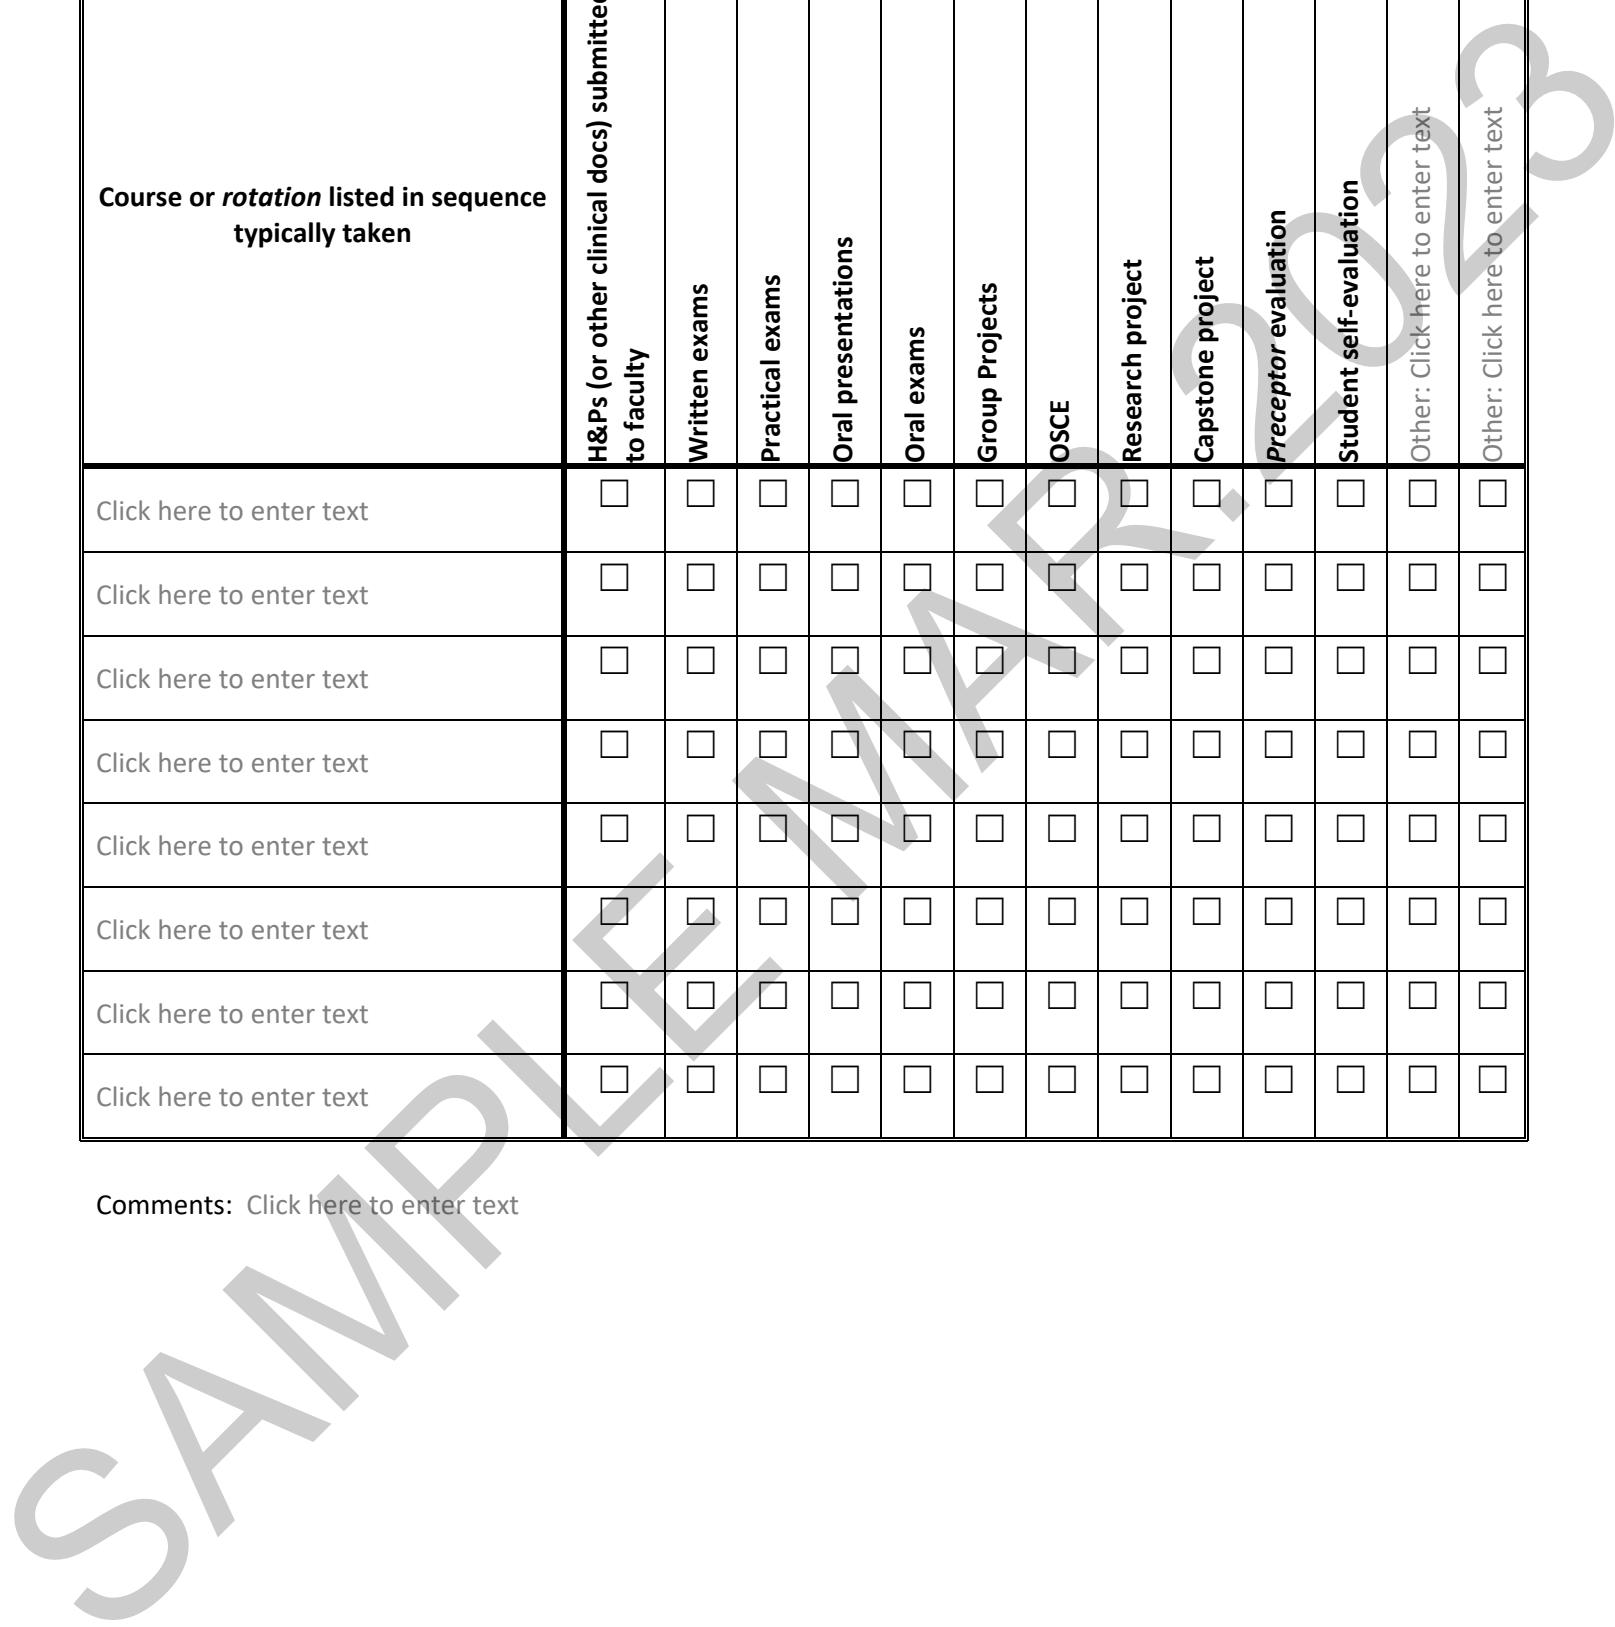 Course or rotation listed in sequence
typically taken
H&Ps (or other clinical docs) submitted
to faculty
Written exams
Practical exams
Oral presentations
Oral exams
Group Projects
OSCE
Research project
Capstone project
Preceptor evaluation
Student self-evaluation
Other: Click here to enter text
Other: Click here to enter text
Click here to enter text
☐ ☐ ☐ ☐ ☐ ☐ ☐ ☐ ☐ ☐ ☐ ☐ ☐
Click here to enter text
☐ ☐ ☐ ☐ ☐ ☐ ☐ ☐ ☐ ☐ ☐ ☐ ☐
Click here to enter text
☐ ☐ ☐ ☐ ☐ ☐ ☐ ☐ ☐ ☐ ☐ ☐ ☐
Click here to enter text
☐ ☐ ☐ ☐ ☐ ☐ ☐ ☐ ☐ ☐ ☐ ☐ ☐
Click here to enter text
☐ ☐ ☐ ☐ ☐ ☐ ☐ ☐ ☐ ☐ ☐ ☐ ☐
Click here to enter text
☐ ☐ ☐ ☐ ☐ ☐ ☐ ☐ ☐ ☐ ☐ ☐ ☐
Click here to enter text
☐ ☐ ☐ ☐ ☐ ☐ ☐ ☐ ☐ ☐ ☐ ☐ ☐
Click here to enter text
☐ ☐ ☐ ☐ ☐ ☐ ☐ ☐ ☐ ☐ ☐ ☐ ☐
Comments: Click here to enter text
SAMPLE MAR.2023